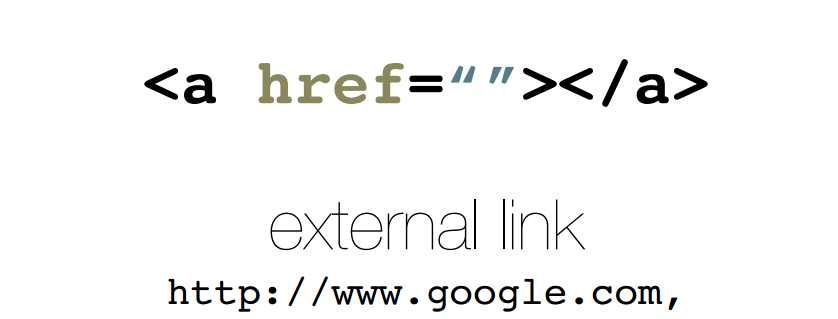 <a href=“”></a>
external link
http://www.google.com,